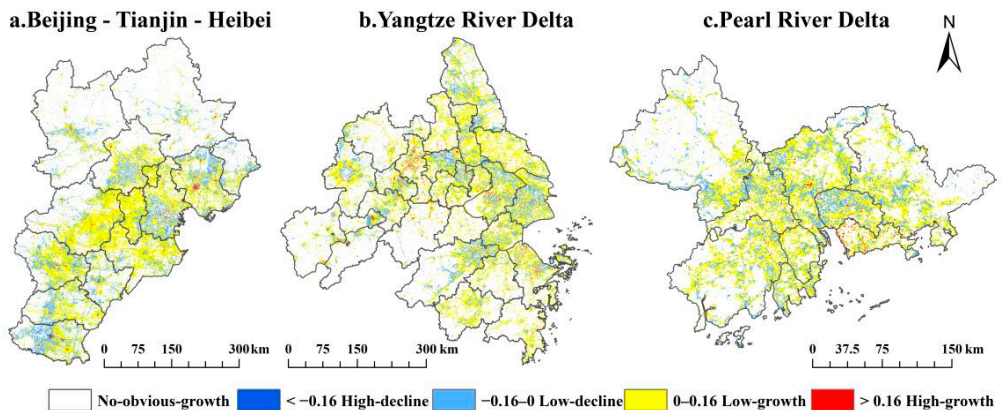 a.Beijing - Tianjin - Heibei b.Yangtze River Delta c.Pearl River Delta
N
0 75 150 300 km
0 75 150 300 km
0 37.5 75 150 km
No-obvious-growth < −0.16 High-decline −0.16–0 Low-decline 0–0.16 Low-growth > 0.16 High-growth